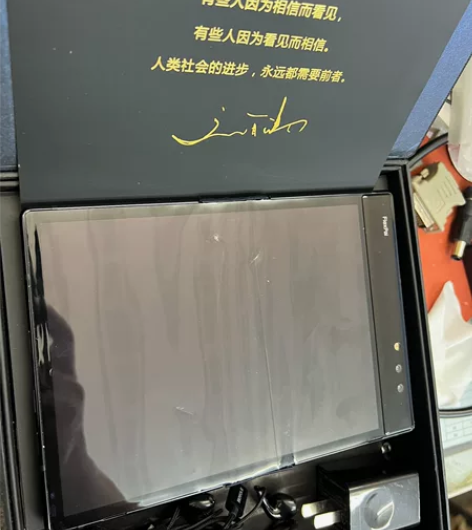 有些人因为相信而看见,
有些人因为看见而相信。
人类社会的进步，永远都需要前者。
FlexPai